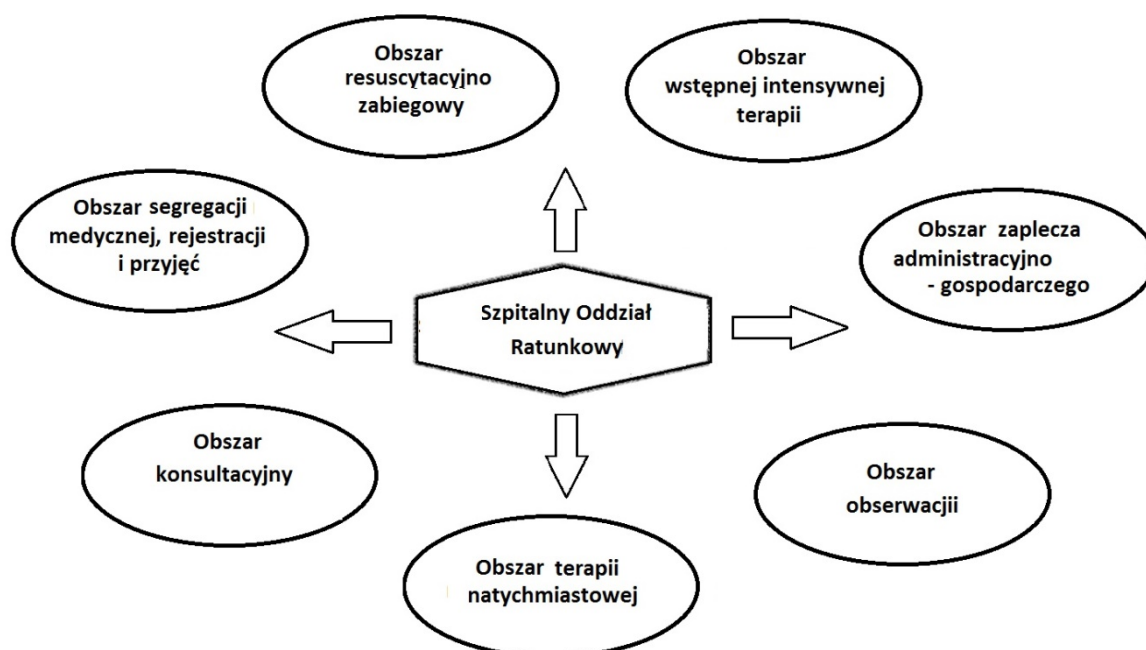 Obszar
resuscytacyjno
zabiegowy
Obszar
wstępnej intensywnej
terapii
Obszar segregacji
medycznej, rejestracji
i przyjęć
Obszar zaplecza
administracyjno
- gospodarczego
Szpitalny Oddział
Ratunkowy
Obszar
konsultacyjny
Obszar
obserwacjii
Obszar terapii
natychmiastowej